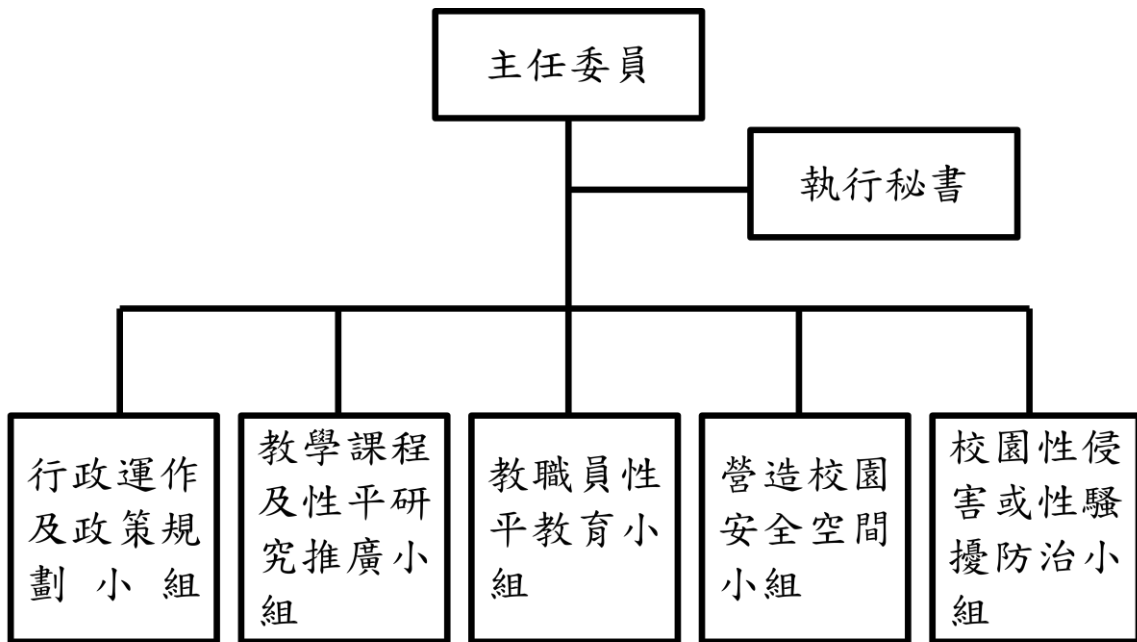 主任委員
執行秘書
行政運作
及政策規
劃小組
教學課程
及性平研
究推廣小
組
教職員性
平教育小
組
營造校園
安全空間
小組
校園性侵
害或性騷
擾防治小
組